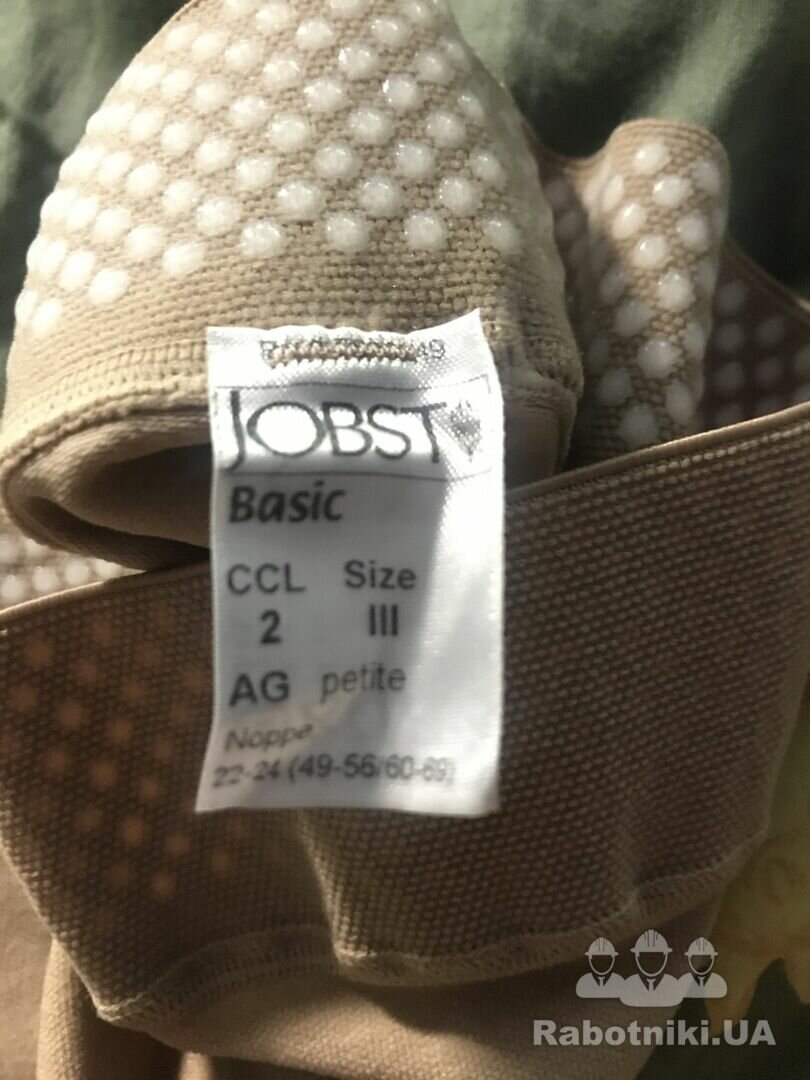 JOBST
Basic
CCL Size
2 III
AG petite
Noppe
22-24 (49-56/60-69)
Rabotniki.UA